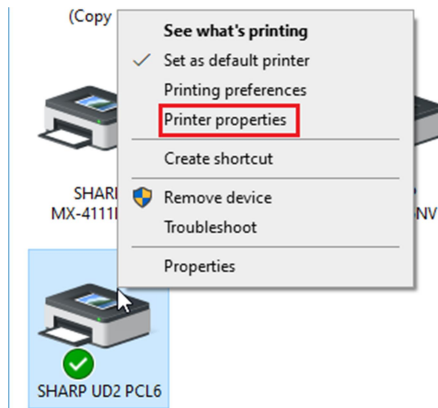 (Copy
See what's printing
Set as default printer
Printing preferences
Printer properties
Create shortcut
Remove device
Troubleshoot
Properties
SHAR
MX-4111
NV
SHARP UD2 PCL6